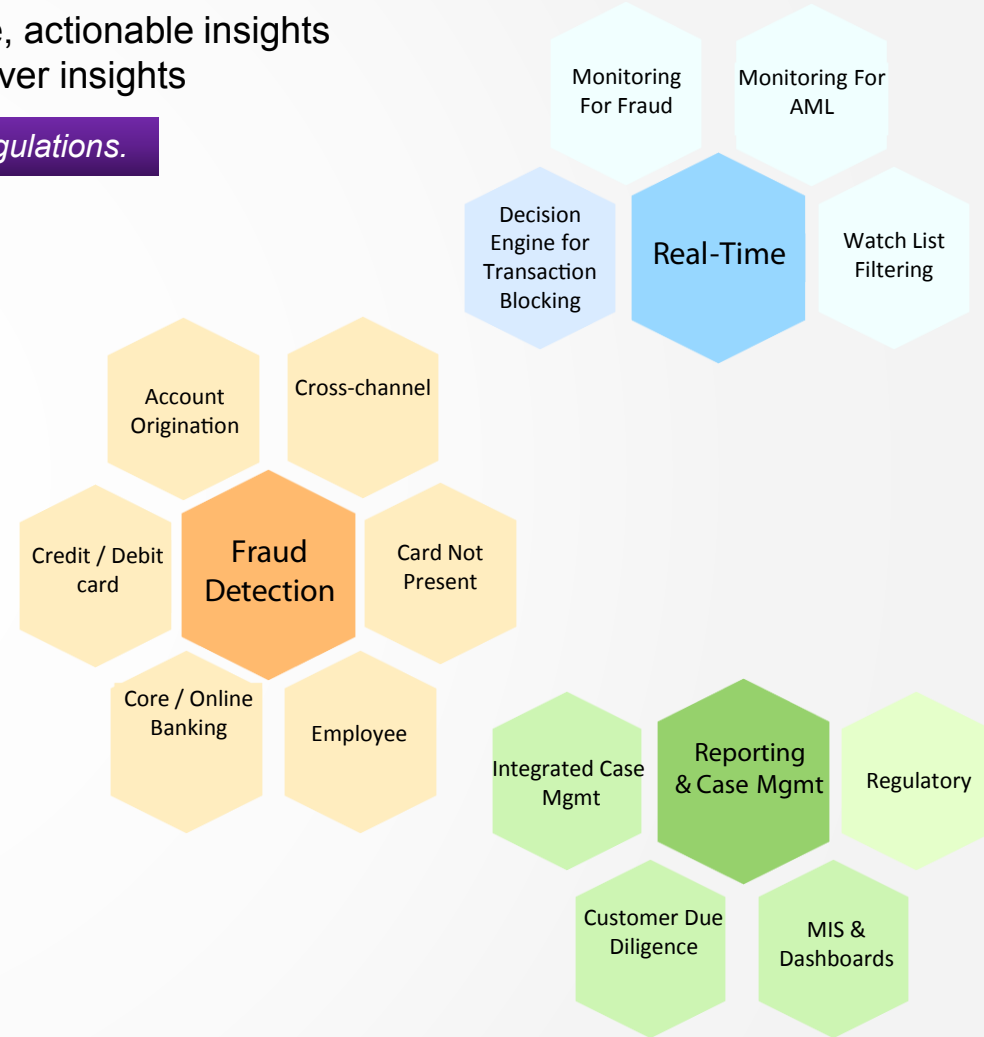 , actionable insights
ver insights
gulations.
Monitoring
For Fraud
Monitoring For
AML
Decision
Engine for
Transaction
Blocking
Real-Time
Watch List
Filtering
Account
Origination
Cross-channel
Credit / Debit
card
Fraud
Detection
Card Not
Present
Core / Online
Banking
Employee
Integrated Case
Mgmt
Reporting
& Case Mgmt
Regulatory
Customer Due
Diligence
MIS &
Dashboards